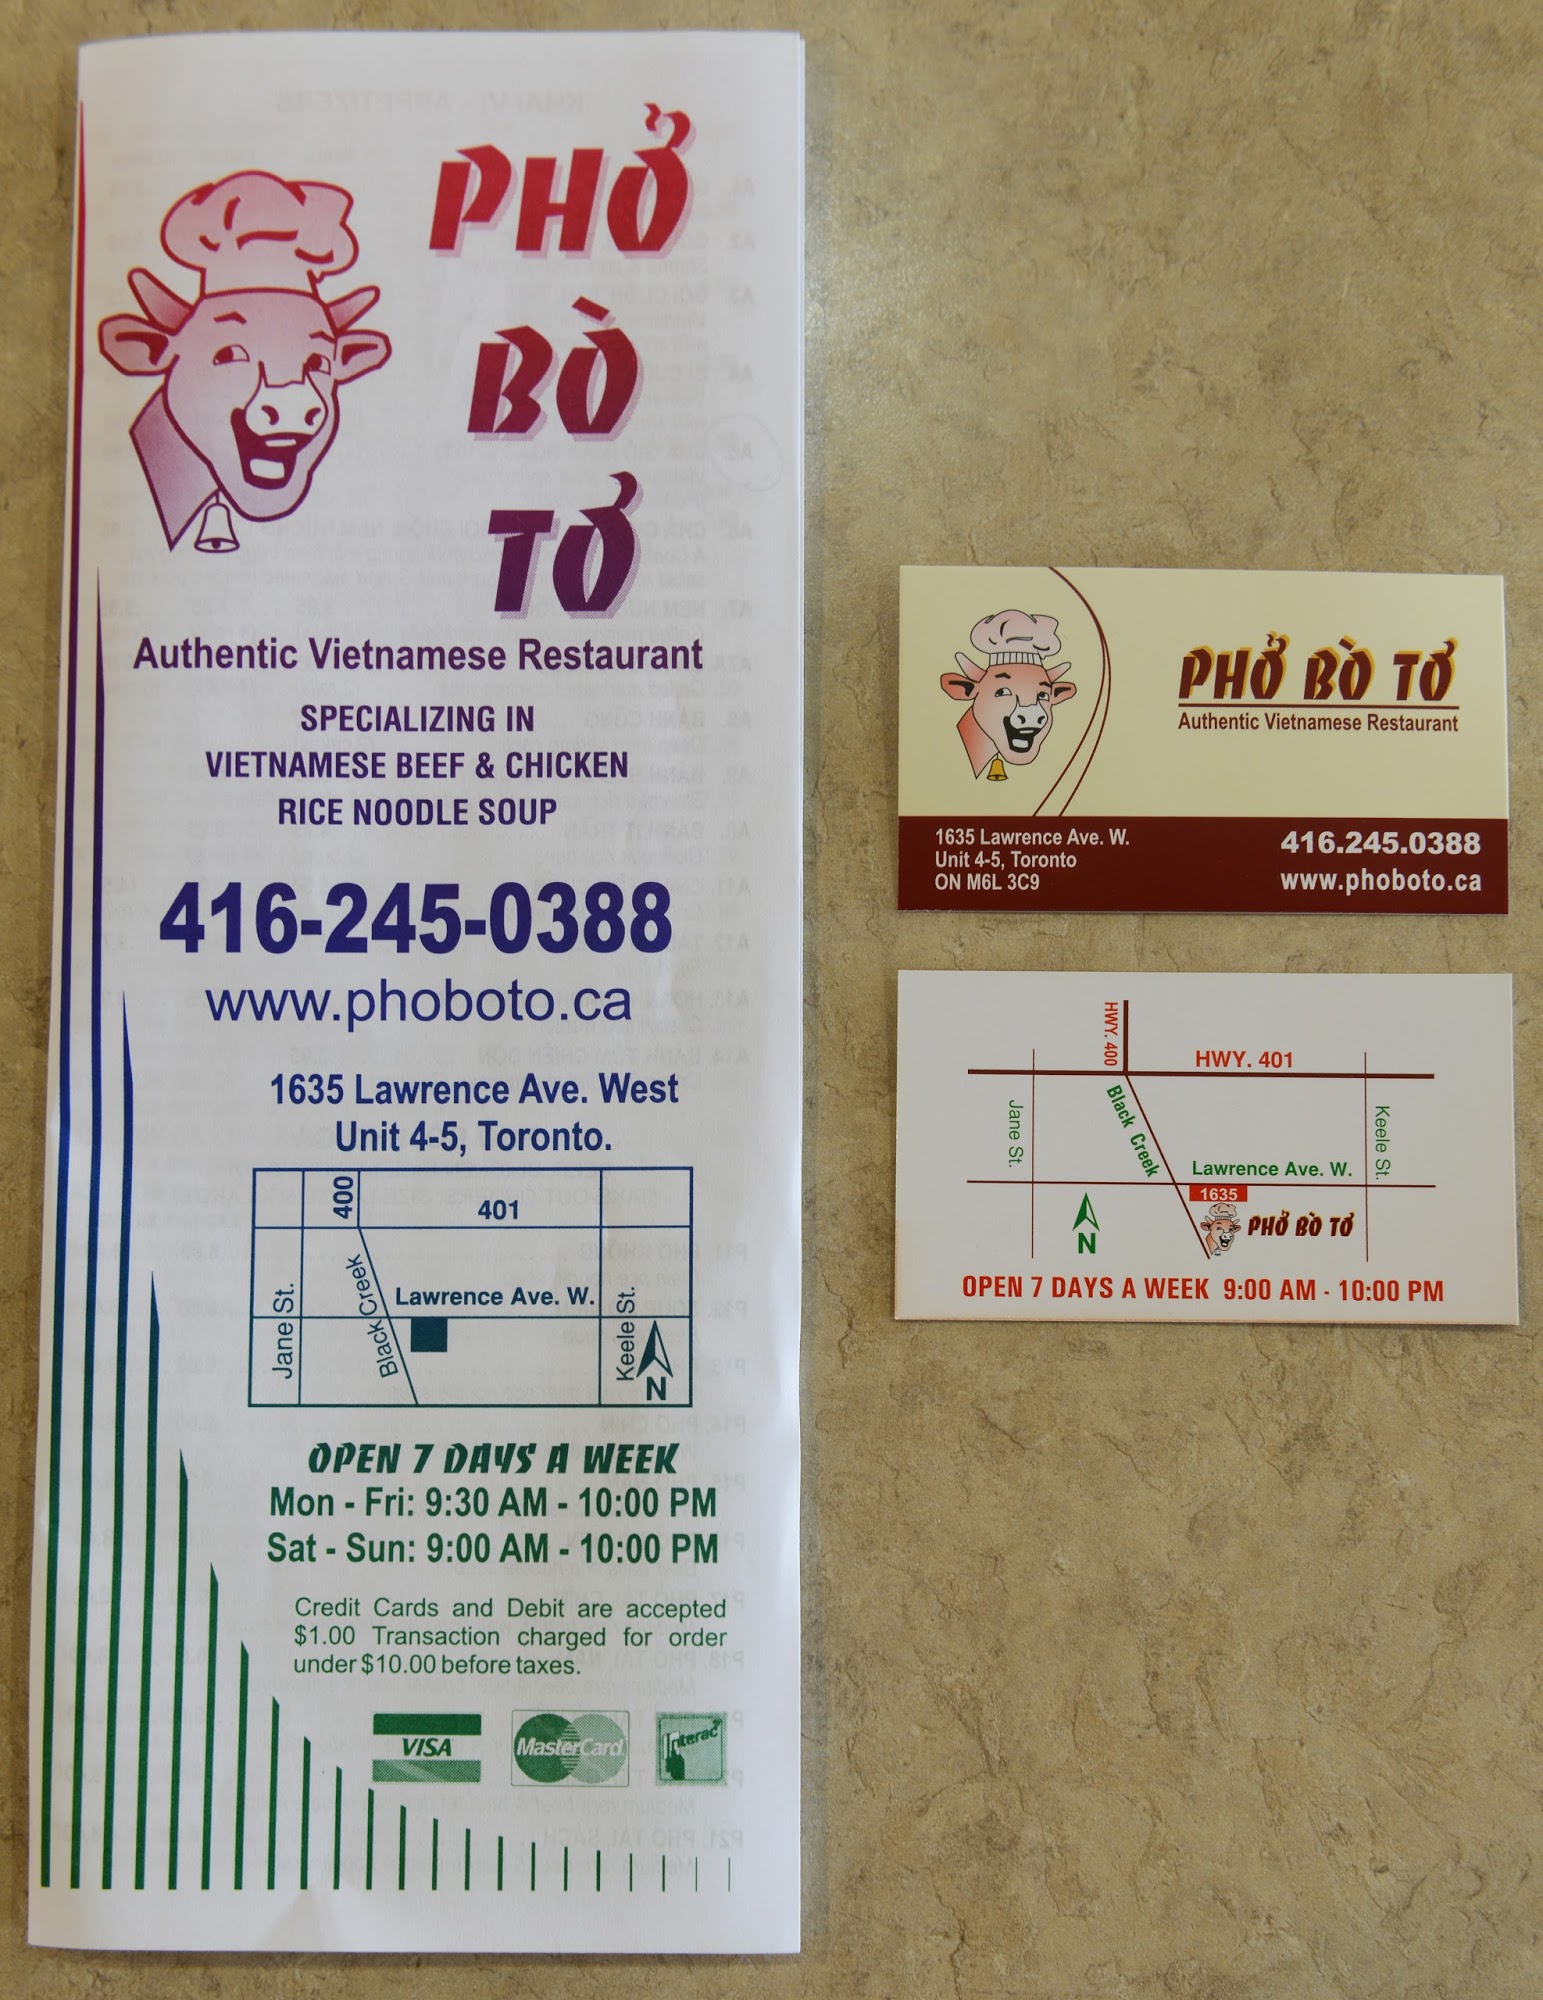 PHỞ
BÒ
TƠ
Authentic Vietnamese Restaurant
SPECIALIZING IN
VIETNAMESE BEEF & CHICKEN
RICE NOODLE SOUP
416-245-0388
www.phoboto.ca
1635 Lawrence Ave. West
Unit 4-5, Toronto.
400
401
Jane St.
Black Creek
Lawrence Ave. W.
Keele St.
N
OPEN 7 DAYS A WEEK
Mon - Fri: 9:30 AM - 10:00 PM
Sat - Sun: 9:00 AM - 10:00 PM
Credit Cards and Debit are accepted
$1.00 Transaction charged for order
under $10.00 before taxes.
VISA
MasterCard
Interac
PHỞ BÒ TƠ
Authentic Vietnamese Restaurant
1635 Lawrence Ave. W.
Unit 4-5, Toronto
ON M6L 3C9
416.245.0388
www.phoboto.ca
HWY. 400
HWY. 401
Jane St.
Black Creek
Keele St.
Lawrence Ave. W.
1635
PHỞ BÒ TƠ
N
OPEN 7 DAYS A WEEK 9:00 AM - 10:00 PM